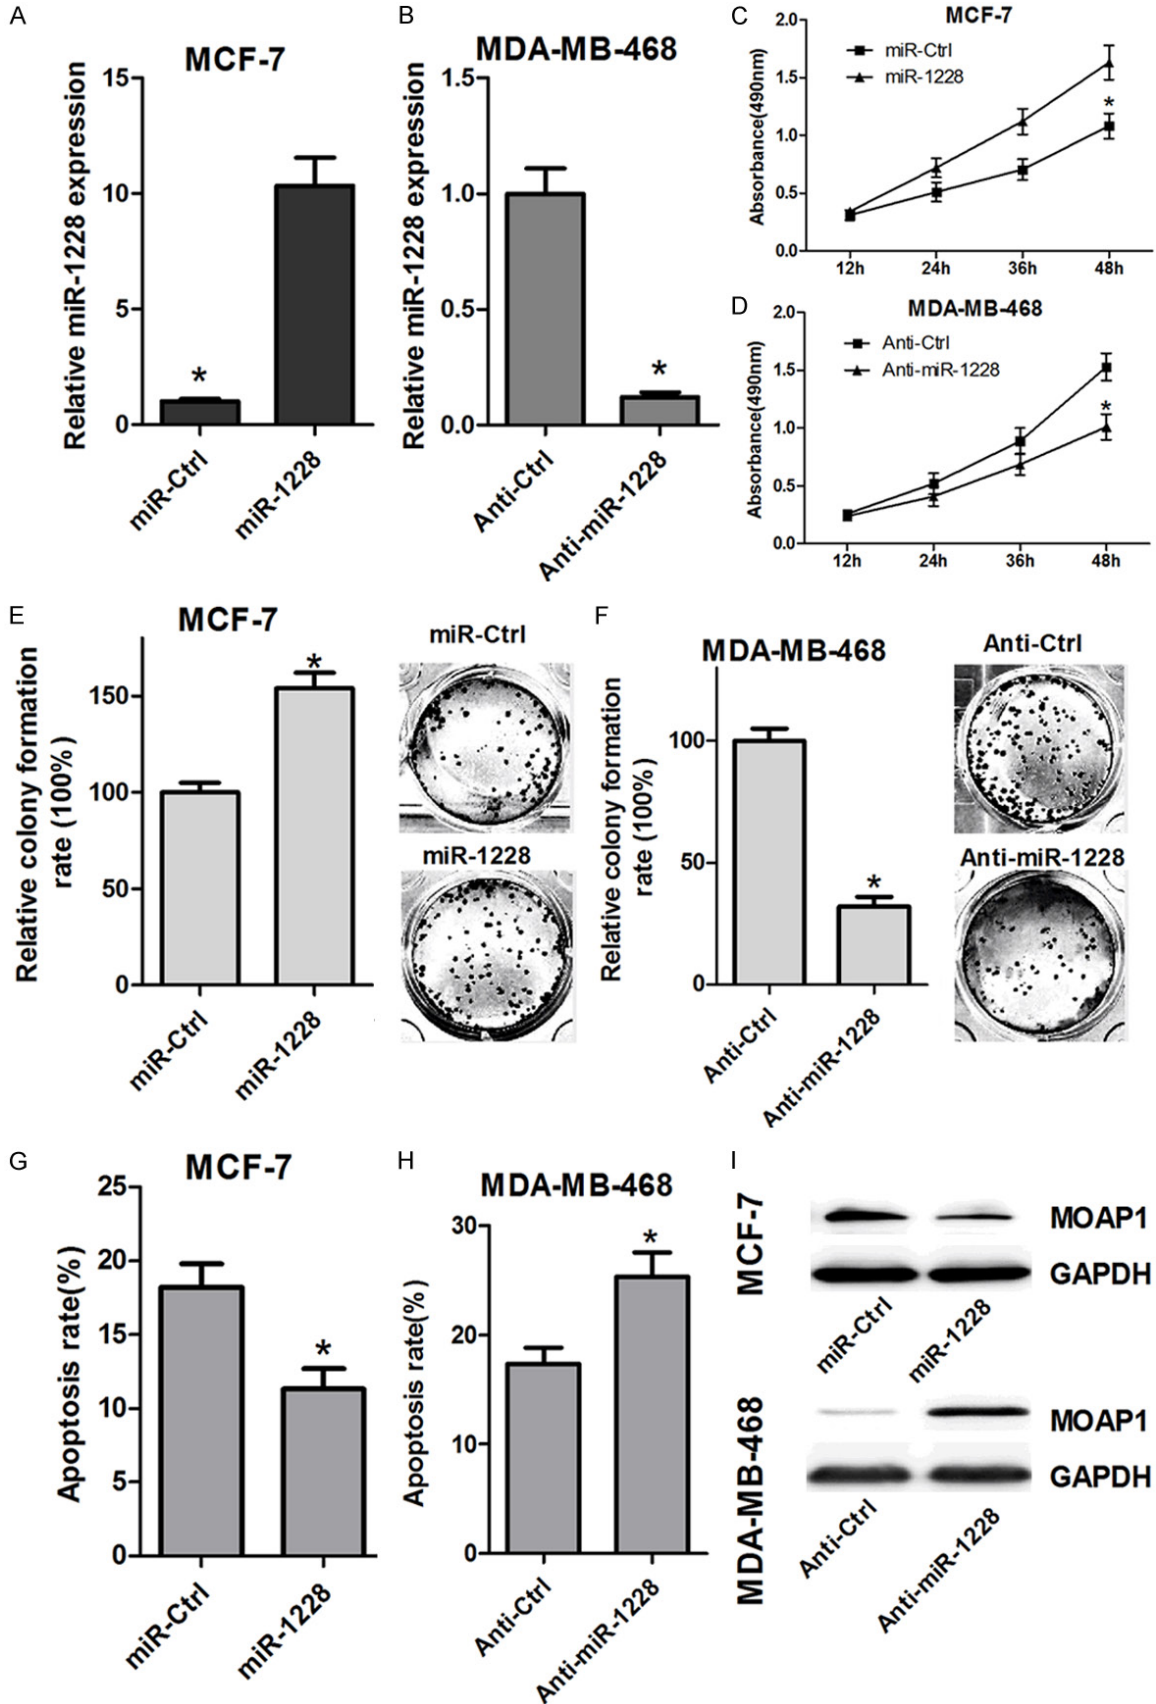 A
MCF-7
Relative miR-1228 expression
15
10
5
0
*
miR-Ctrl
miR-1228
B
MDA-MB-468
Relative miR-1228 expression
1.5
1.0
0.5
0.0
*
Anti-Ctrl
Anti-miR-1228
C
MCF-7
miR-Ctrl
miR-1228
Absorbance(490nm)
2.0
1.5
1.0
0.5
0.0
*
12h
24h
36h
48h
D
MDA-MB-468
Anti-Ctrl
Anti-miR-1228
Absorbance(490nm)
2.0
1.5
1.0
0.5
0.0
*
12h
24h
36h
48h
E
MCF-7
Relative colony formation
rate (100%)
150
100
50
0
*
miR-Ctrl
miR-1228
miR-Ctrl
miR-1228
F
MDA-MB-468
Relative colony formation
rate (100%)
100
50
0
*
Anti-Ctrl
Anti-miR-1228
Anti-Ctrl
Anti-miR-1228
G
MCF-7
Apoptosis rate(%)
25
20
15
10
5
0
*
miR-Ctrl
miR-1228
H
MDA-MB-468
Apoptosis rate(%)
30
20
10
0
*
Anti-Ctrl
Anti-miR-1228
I
MCF-7
MOAP1
GAPDH
miR-Ctrl
miR-1228
MDA-MB-468
MOAP1
GAPDH
Anti-Ctrl
Anti-miR-1228